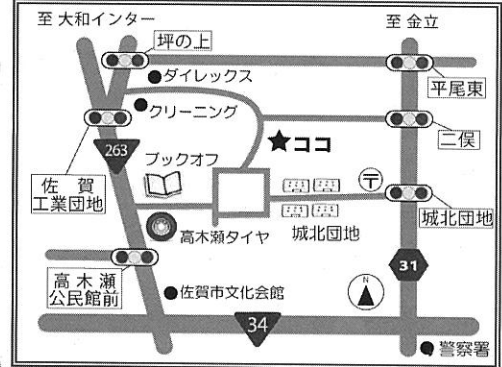 至 大和インター
至 金立
坪の上
ダイレックス
平尾東
クリーニング
二俣
★ココ
263
ブックオフ
佐賀
工業団地
〒
城北団地
高木瀬タイヤ
城北団地
高木瀬
公民館前
31
N
佐賀市文化会館
34
警察署